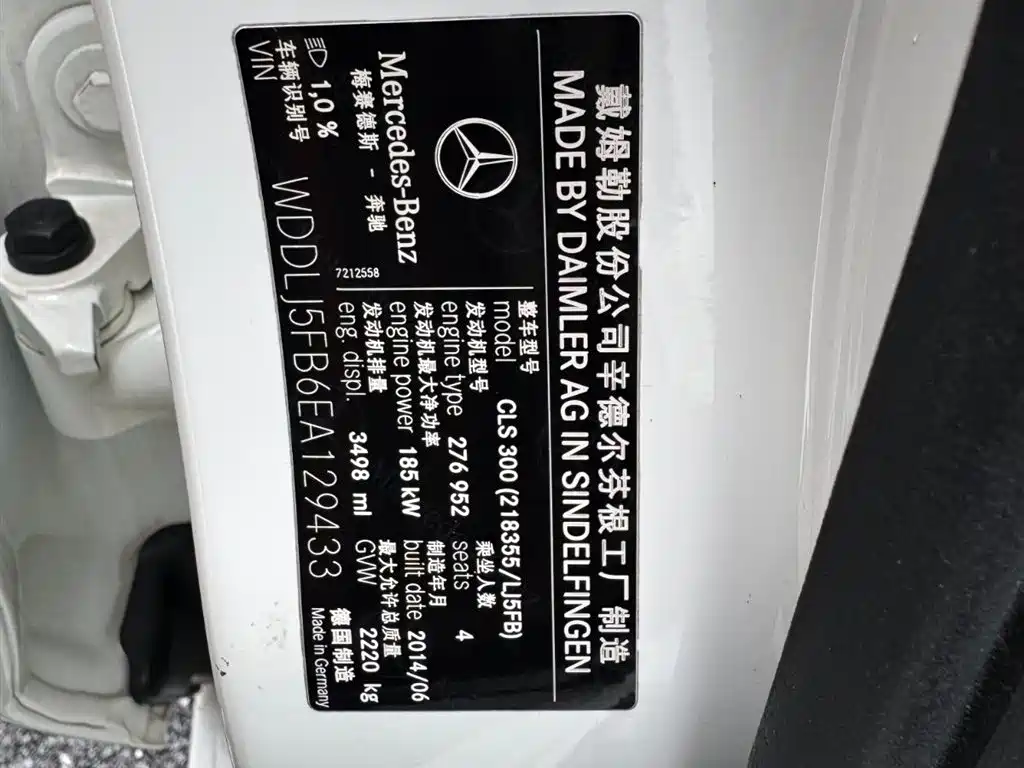 戴姆勒股份公司辛德尔芬根工厂制造
MADE BY DAIMLER AG IN SINDELFINGEN
Mercedes-Benz
梅赛德斯 - 奔驰
7212558
1,0 %
整车型号
model CLS 300 (218355/LJ5FB)
发动机型号 乘坐人数
engine type 276 952 seats 4
发动机最大净功率 制造年月
engine power 185 kW built date 2014/06
发动机排量 最大允许总质量
eng. displ. 3498 ml GVW 2220 kg
车辆识别号 德国制造
VIN WDDLJ5FB6EA129433 Made in Germany